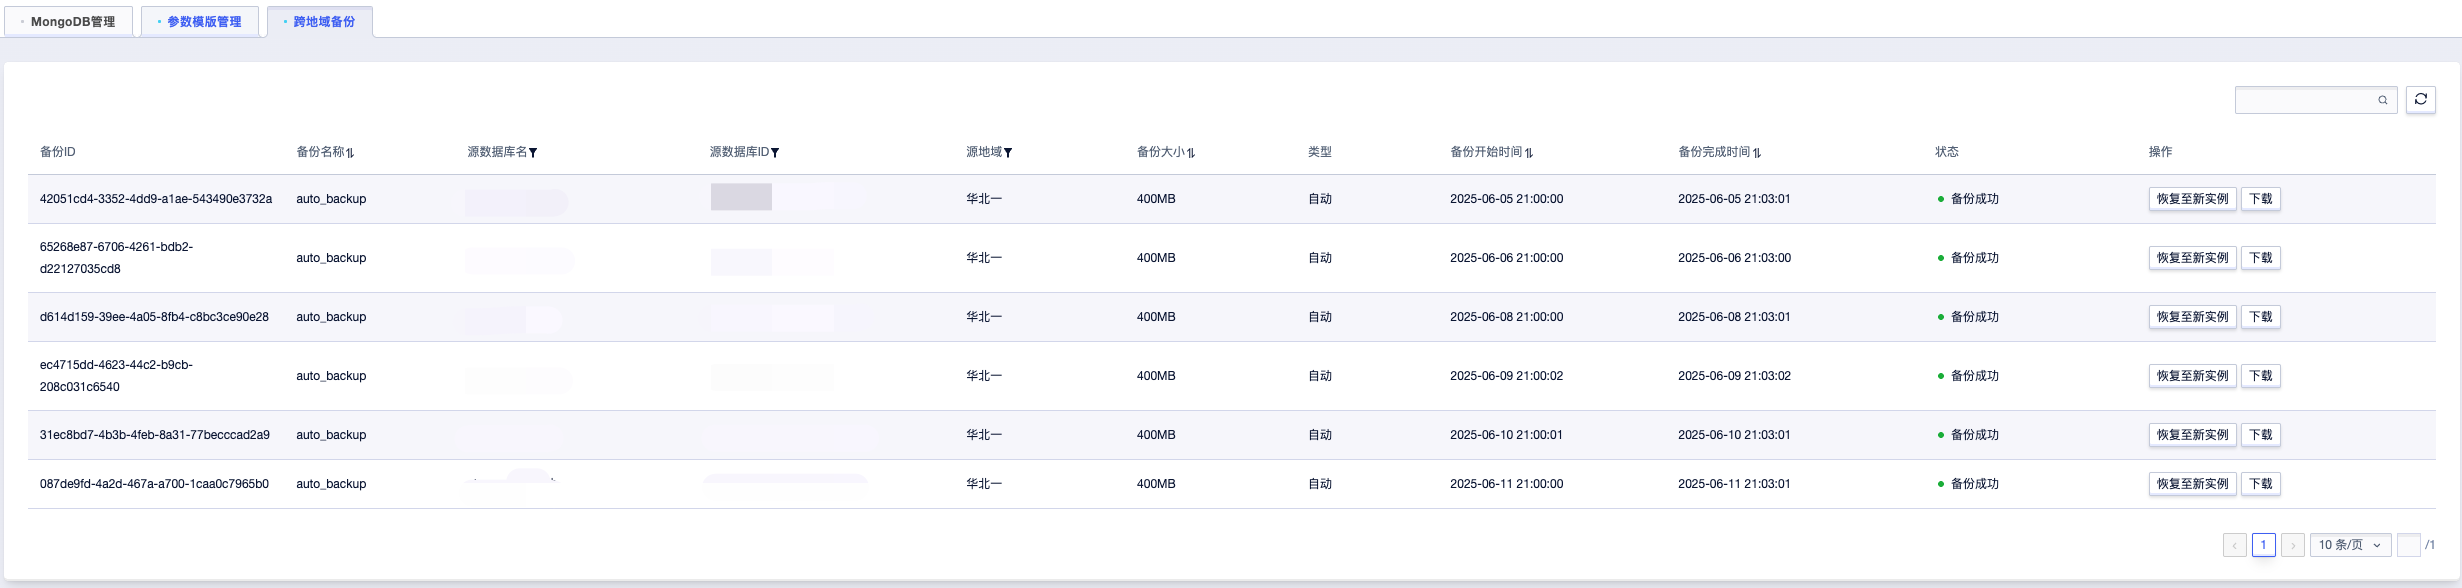 MongoDB管理 参数模版管理 跨地域备份
备份ID 备份名称 源数据库名 源数据库ID 源地域 备份大小 类型 备份开始时间 备份完成时间 状态 操作
42051cd4-3352-4dd9-a1ae-543490e3732a auto_backup 华北一 400MB 自动 2025-06-05 21:00:00 2025-06-05 21:03:01 备份成功 恢复至新实例 下载
65268e87-6706-4261-bdb2-
d22127035cd8 auto_backup 华北一 400MB 自动 2025-06-06 21:00:00 2025-06-06 21:03:00 备份成功 恢复至新实例 下载
d614d159-39ee-4a05-8fb4-c8bc3ce90e28 auto_backup 华北一 400MB 自动 2025-06-08 21:00:00 2025-06-08 21:03:01 备份成功 恢复至新实例 下载
ec4715dd-4623-44c2-b9cb-
208c031c6540 auto_backup 华北一 400MB 自动 2025-06-09 21:00:02 2025-06-09 21:03:02 备份成功 恢复至新实例 下载
31ec8bd7-4b3b-4feb-8a31-77becccad2a9 auto_backup 华北一 400MB 自动 2025-06-10 21:00:01 2025-06-10 21:03:01 备份成功 恢复至新实例 下载
087de9fd-4a2d-467a-a700-1caa0c7965b0 auto_backup 华北一 400MB 自动 2025-06-11 21:00:00 2025-06-11 21:03:01 备份成功 恢复至新实例 下载
1 10 条/页 /1